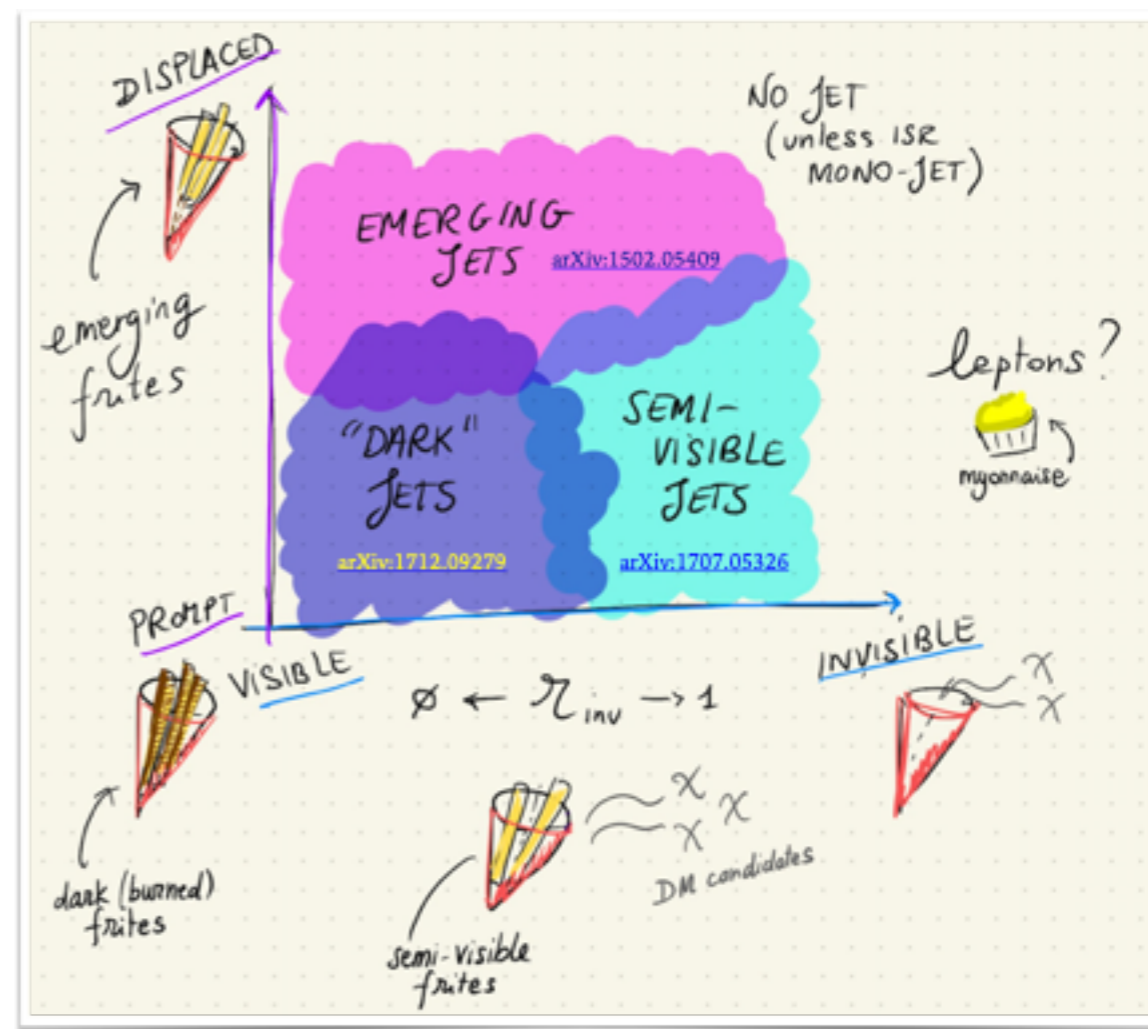 DISPLACED
NO JET
(unless ISR
MONO-JET)
EMERGING
JETS arXiv:1502.05409
emerging
frites
leptons?
myonnaise
"DARK"
JETS
arXiv:1712.09279
SEMI-
VISIBLE
JETS
arXiv:1707.05326
PROMPT
VISIBLE
INVISIBLE
∅ ← r inv → 1
χ
χ
χ
χ
χ
DM candidates
dark (burned)
frites
semi-visible
frites